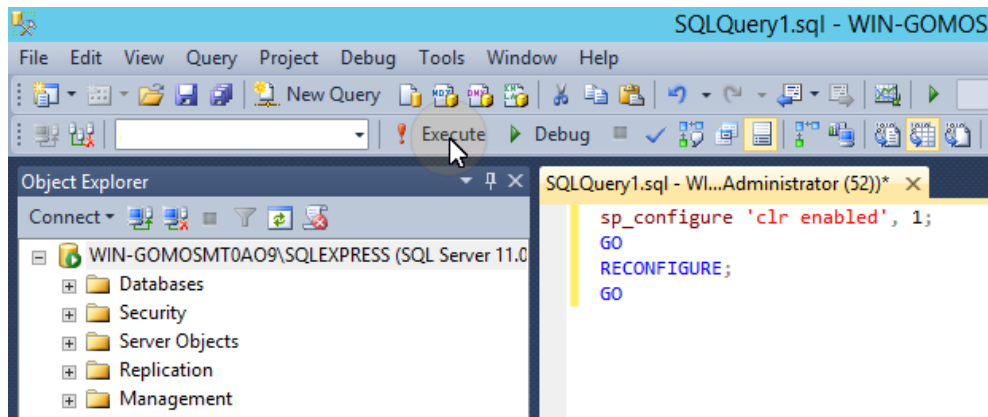 SQLQuery1.sql - WIN-GOMOS
File Edit View Query Project Debug Tools Window Help
New Query
Execute Debug
Object Explorer
SQLQuery1.sql - WI...Administrator (52))*
Connect
WIN-GOMOSMT0AO9\SQLEXPRESS (SQL Server 11.0
Databases
Security
Server Objects
Replication
Management
sp_configure 'clr enabled', 1;
GO
RECONFIGURE;
GO